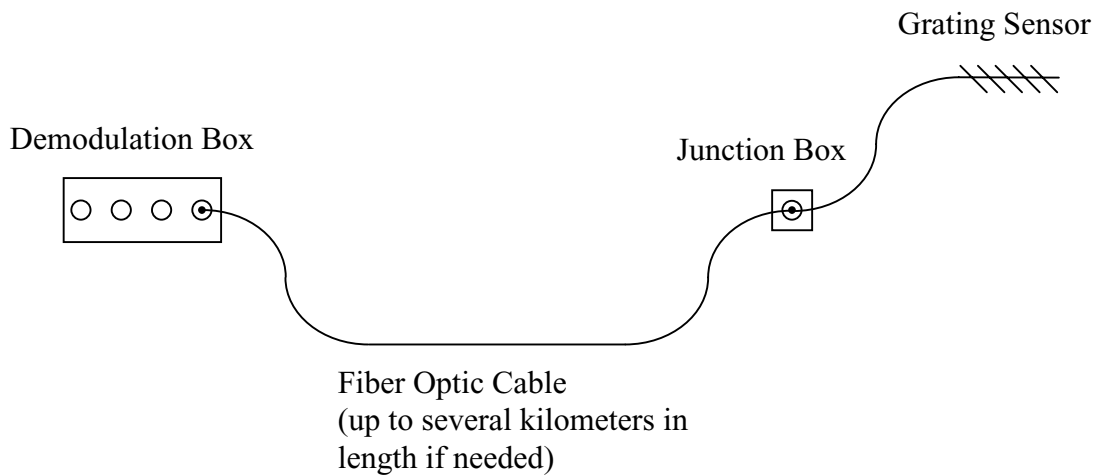 Grating Sensor
Demodulation Box
Junction Box
Fiber Optic Cable
(up to several kilometers in
length if needed)